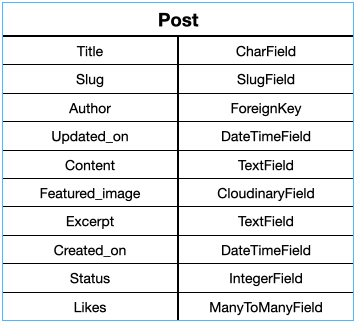 Post
Title CharField
Slug SlugField
Author ForeignKey
Updated_on DateTimeField
Content TextField
Featured_image CloudinaryField
Excerpt TextField
Created_on DateTimeField
Status IntegerField
Likes ManyToManyField